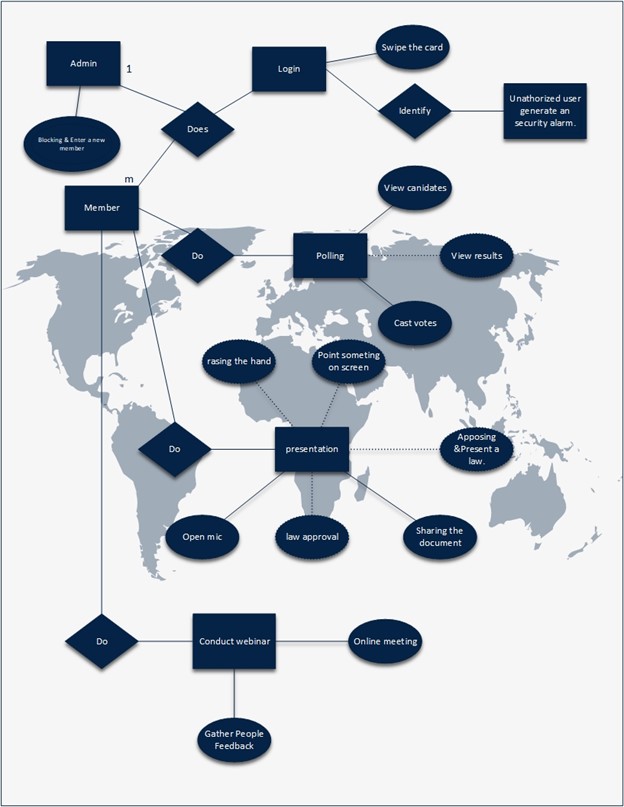 Swipe the card
Admin
1
Login
Unathorized user
generate an
security alarm.
Identify
Does
Blocking & Enter a new
member
m
Member
View canidates
Do
Polling
View results
Cast votes
rasing the hand
Point someting
on screen
Do
presentation
Apposing
&Present a
law.
Open mic
law approval
Sharing the
document
Do
Conduct webinar
Online meeting
Gather People
Feedback